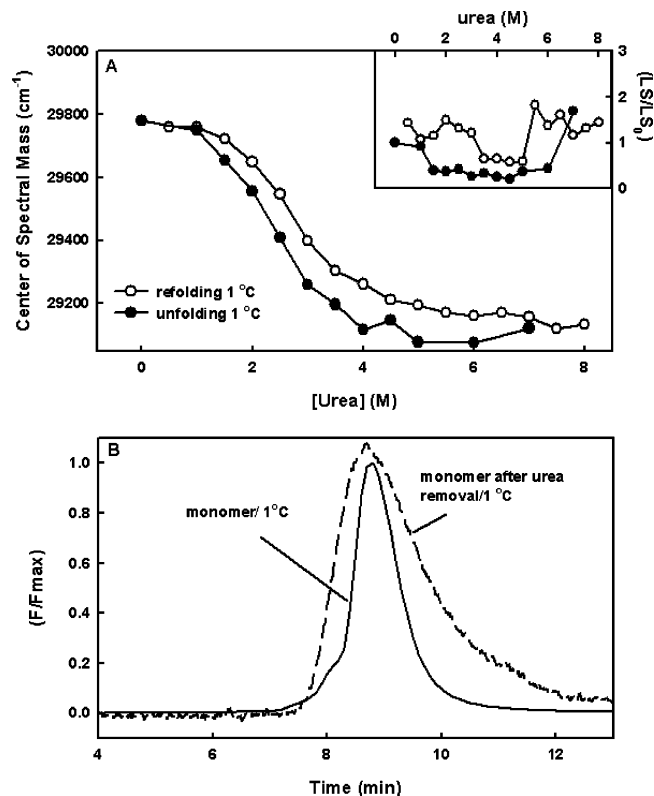 urea (M)
0 2 4 6 8
30000
A
3
29800
2
29600
1
29400
0
(LS/LS0)
29200
Center of Spectral Mass (cm-1)
refolding 1 °C
unfolding 1 °C
0 2 4 6 8
[Urea] (M)
B
1.0
monomer after urea
removal/1 °C
monomer/ 1°C
0.8
0.6
0.4
0.2
0.0
(F/Fmax)
4 6 8 10 12
Time (min)